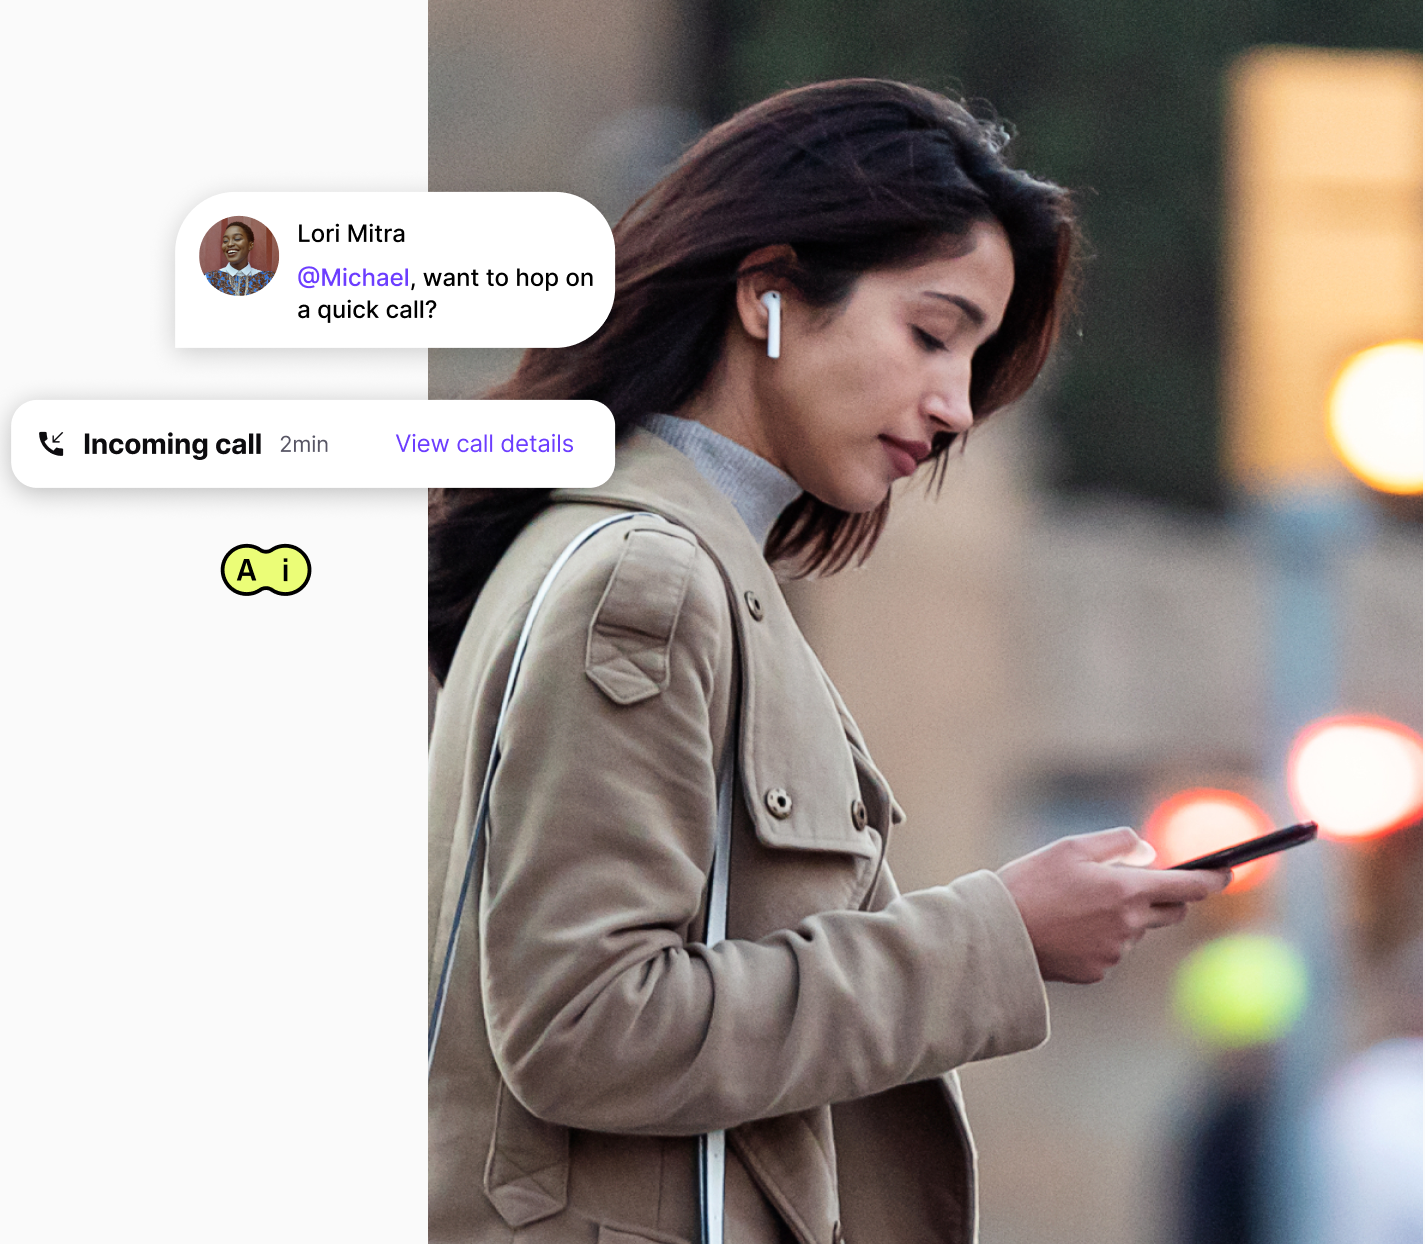 Lori Mitra
@Michael, want to hop on
a quick call?
Incoming call 2min View call details
A i